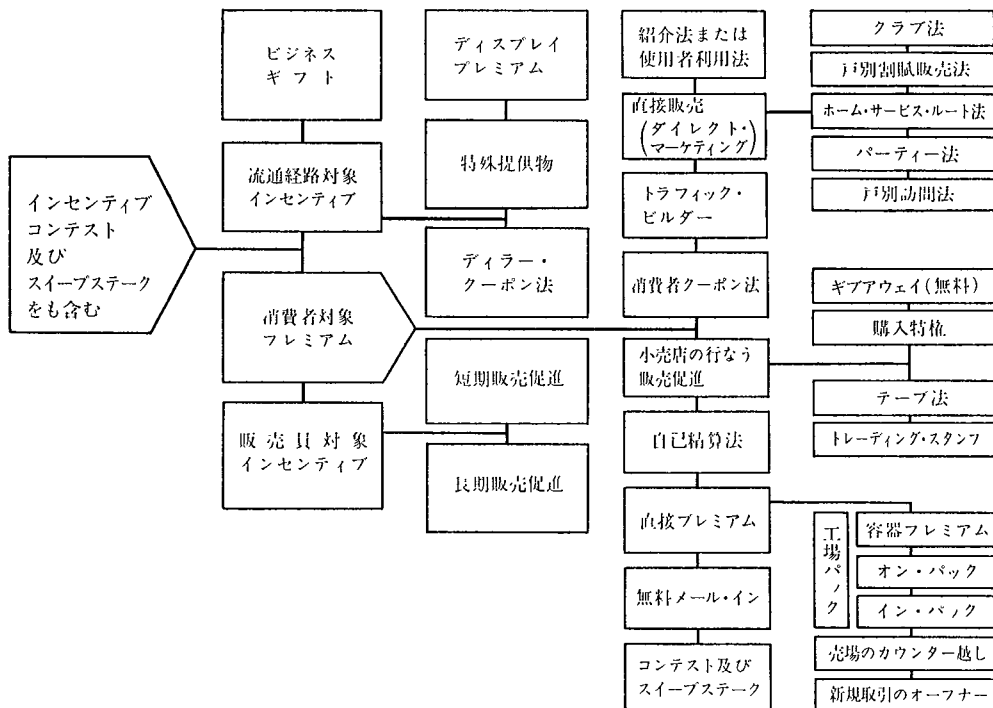 インセンティブ
コンテスト
及び
スイープステーク
をも含む
ビジネス
ギフト
流通経路対象
インセンティブ
消費者対象
プレミアム
販売員対象
インセンティブ
ディスプレイ
プレミアム
特殊提供物
ディラー・
クーポン法
短期販売促進
長期販売促進
紹介法または
使用者利用法
直接販売
(ダイレクト・
マーケティング)
トラフィック・
ビルダー
消費者クーポン法
小売店の行なう
販売促進
自己精算法
直接プレミアム
無料メール・イン
コンテスト及び
スイープステーク
クラブ法
戸別割賦販売法
ホーム・サービス・ルート法
パーティー法
戸別訪問法
ギブアウェイ(無料)
購入特権
テープ法
トレーディング・スタンプ
工場パック
容器プレミアム
オン・パック
イン・パック
売場のカウンター越し
新規取引のオープナー